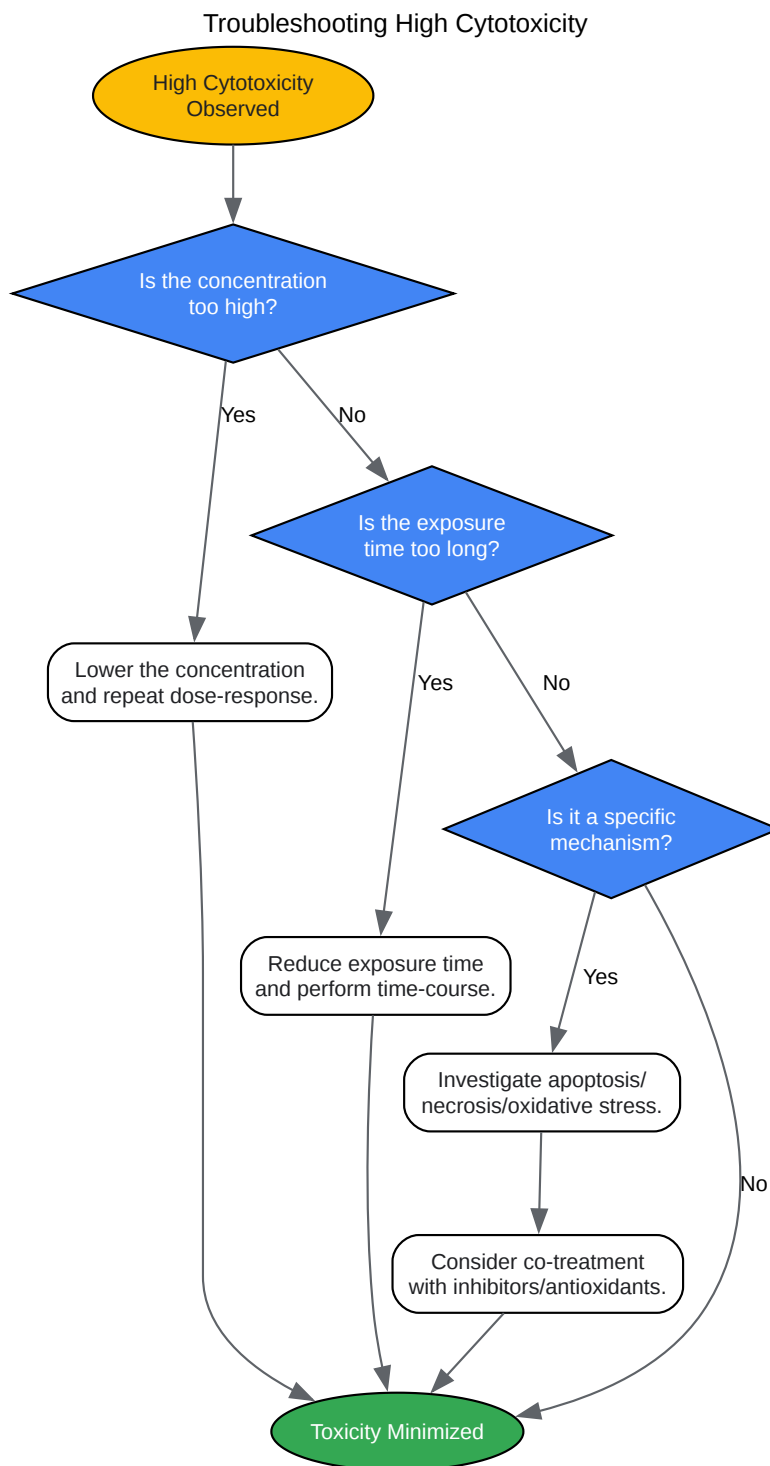 Troubleshooting High Cytotoxicity
High Cytotoxicity
Observed
Is the concentration
too high?
Yes
No
Is the exposure
time too long?
Lower the concentration
and repeat dose-response.
Yes
No
Is it a specific
mechanism?
Reduce exposure time
and perform time-course.
Yes
Investigate apoptosis/
necrosis/oxidative stress.
No
Consider co-treatment
with inhibitors/antioxidants.
Toxicity Minimized